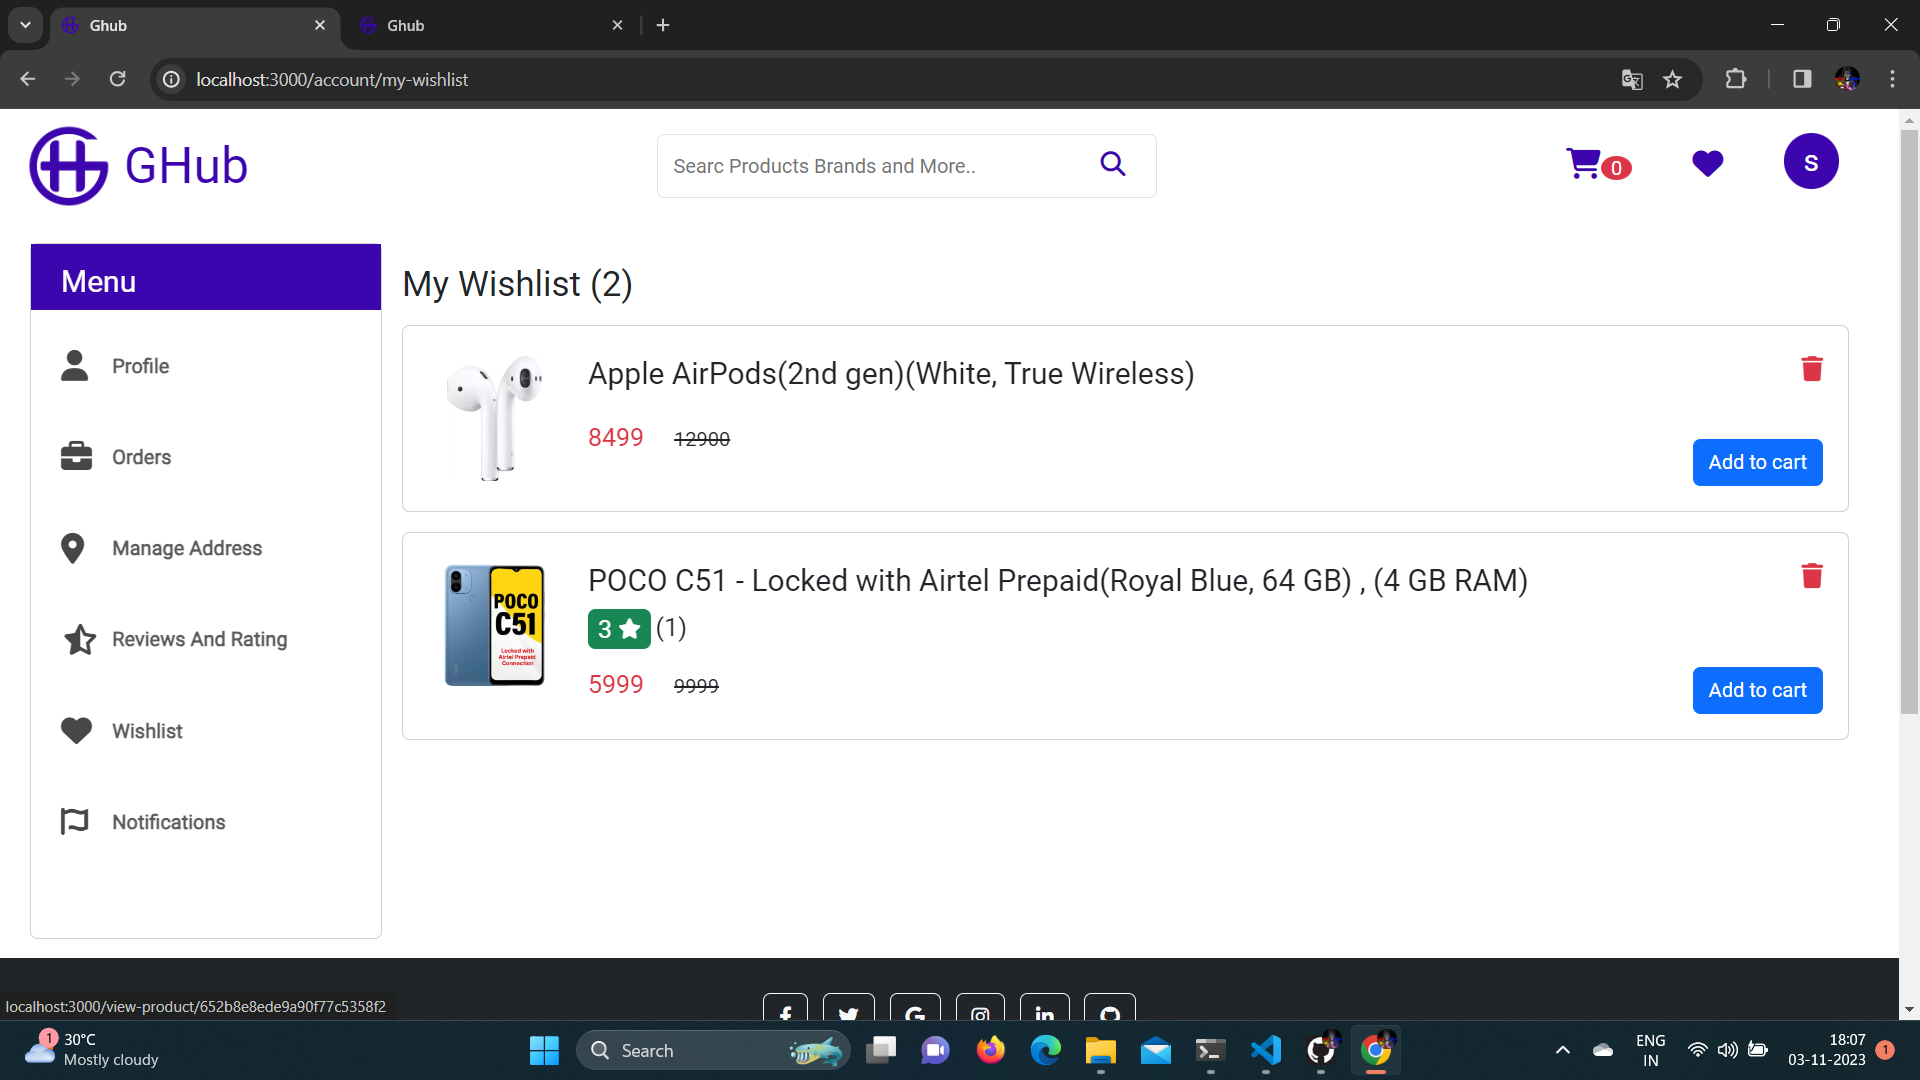 Ghub
Ghub
localhost:3000/account/my-wishlist
GHub
Searc Products Brands and More..
0
S
Menu
Profile
Orders
Manage Address
Reviews And Rating
Wishlist
Notifications
My Wishlist (2)
Apple AirPods(2nd gen)(White, True Wireless)
8499 12900
Add to cart
POCO
C51
Locked with
Airtel Prepaid
Connection
POCO C51 - Locked with Airtel Prepaid(Royal Blue, 64 GB) , (4 GB RAM)
3 (1)
5999 9999
Add to cart
localhost:3000/view-product/652b8e8ede9a90f77c5358f2
1
30°C
Mostly cloudy
Search
ENG
IN
18:07
03-11-2023
1